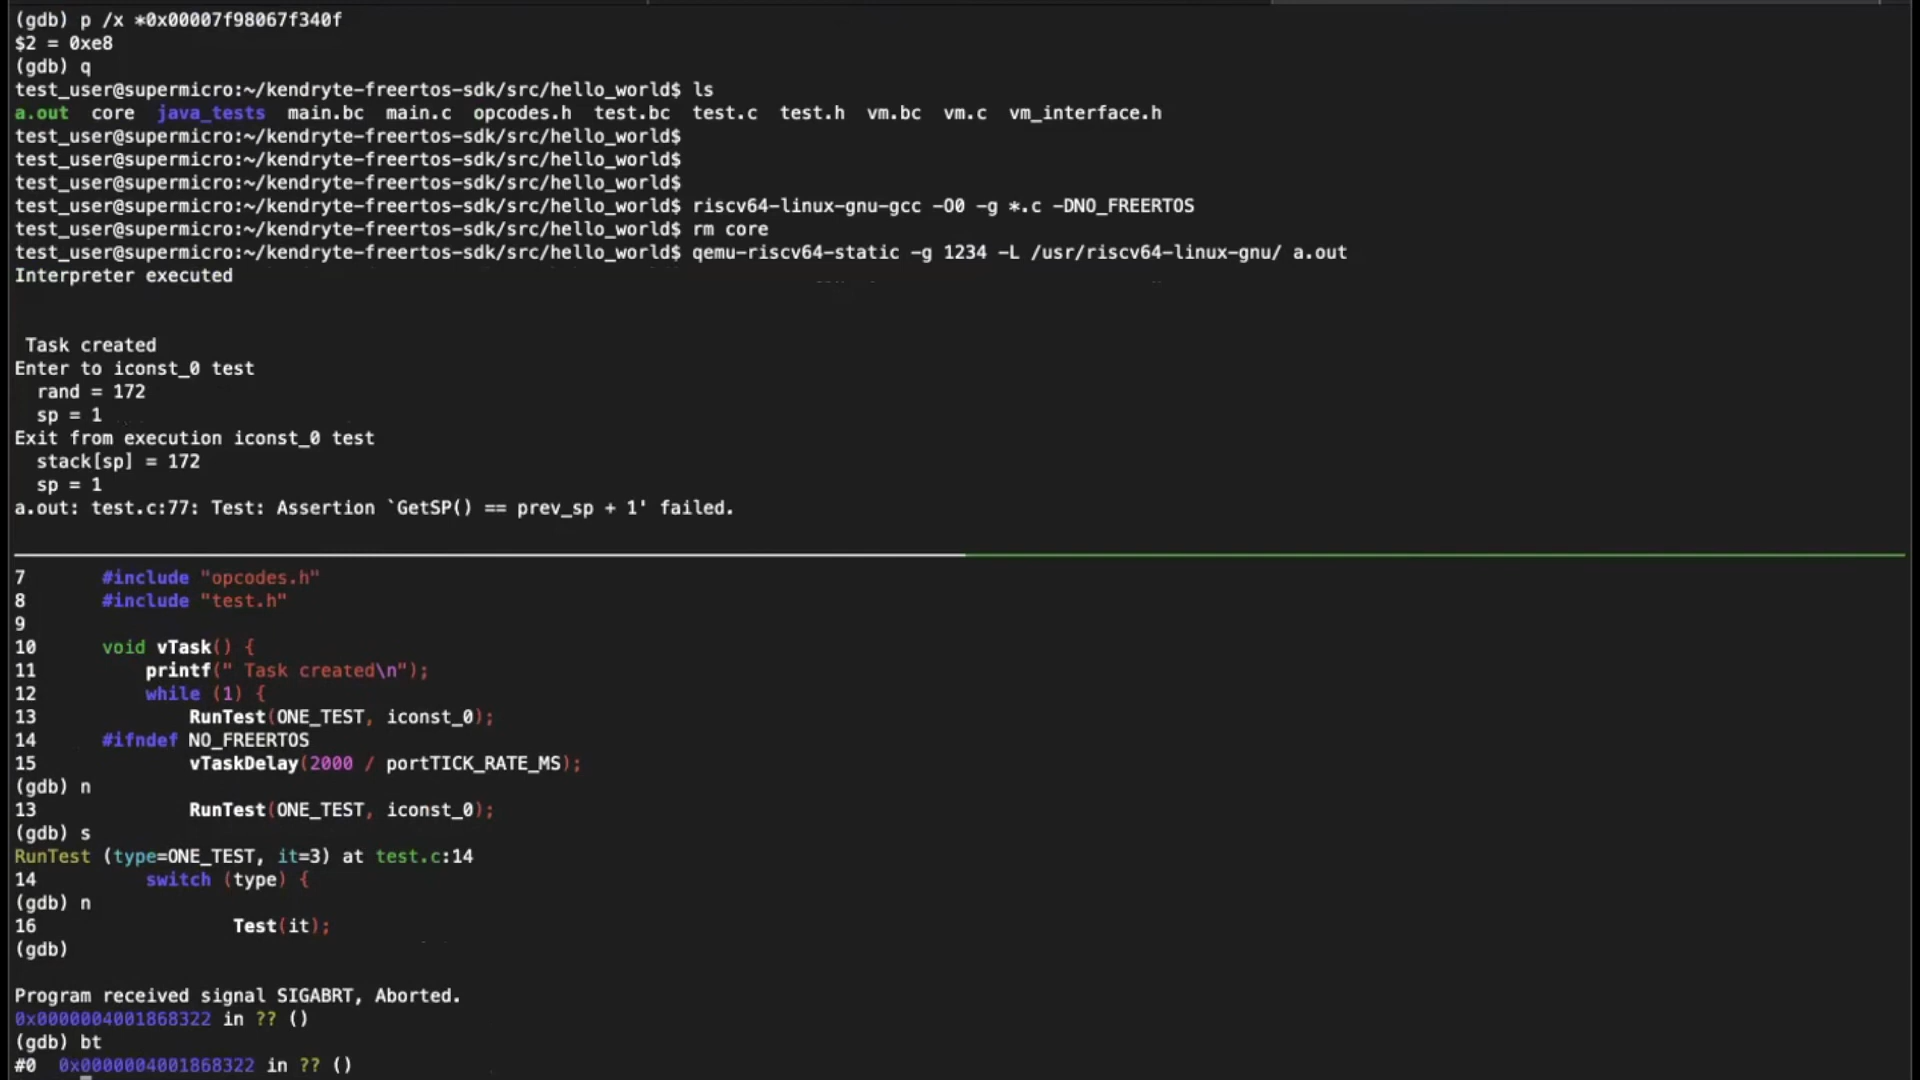 (gdb) p /x *0x00007f98067f340f
$2 = 0xe8
(gdb) q
test_user@supermicro:~/kendryte-freertos-sdk/src/hello_world$ ls
a.out  core  java_tests  main.bc  main.c  opcodes.h  test.bc  test.c  test.h  vm.bc  vm.c  vm_interface.h
test_user@supermicro:~/kendryte-freertos-sdk/src/hello_world$
test_user@supermicro:~/kendryte-freertos-sdk/src/hello_world$
test_user@supermicro:~/kendryte-freertos-sdk/src/hello_world$
test_user@supermicro:~/kendryte-freertos-sdk/src/hello_world$ riscv64-linux-gnu-gcc -O0 -g *.c -DNO_FREERTOS
test_user@supermicro:~/kendryte-freertos-sdk/src/hello_world$ rm core
test_user@supermicro:~/kendryte-freertos-sdk/src/hello_world$ qemu-riscv64-static -g 1234 -L /usr/riscv64-linux-gnu/ a.out
Interpreter executed
 Task created
Enter to iconst_0 test
  rand = 172
  sp = 1
Exit from execution iconst_0 test
  stack[sp] = 172
  sp = 1
a.out: test.c:77: Test: Assertion `GetSP() == prev_sp + 1' failed.
7       #include "opcodes.h"
8       #include "test.h"
9
10      void vTask() {
11          printf(" Task created\n");
12          while (1) {
13              RunTest(ONE_TEST, iconst_0);
14      #ifndef NO_FREERTOS
15              vTaskDelay(2000 / portTICK_RATE_MS);
(gdb) n
13              RunTest(ONE_TEST, iconst_0);
(gdb) s
RunTest (type=ONE_TEST, it=3) at test.c:14
14          switch (type) {
(gdb) n
16                  Test(it);
(gdb)
Program received signal SIGABRT, Aborted.
0x0000004001868322 in ?? ()
(gdb) bt
#0  0x0000004001868322 in ?? ()